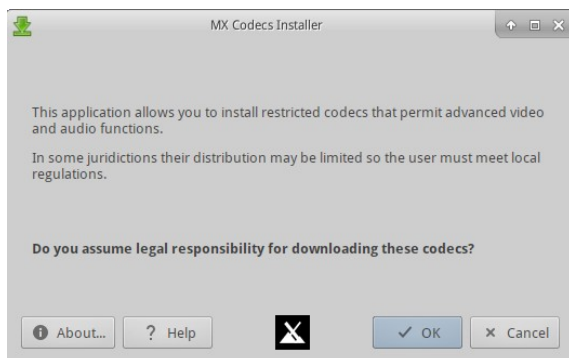 MX Codecs Installer
This application allows you to install restricted codecs that permit advanced video
and audio functions.
In some juridictions their distribution may be limited so the user must meet local
regulations.
Do you assume legal responsibility for downloading these codecs?
About...
? Help
OK
Cancel